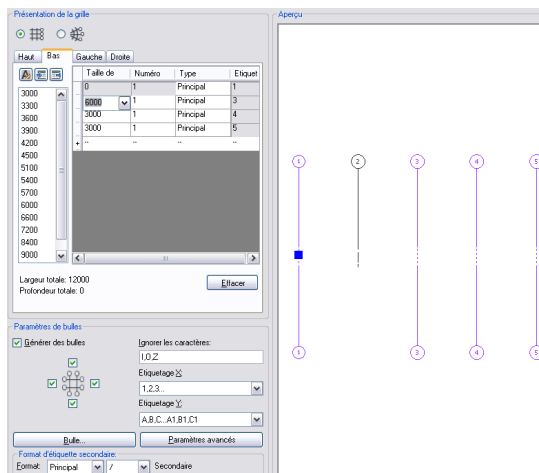 Présentation de la grille
Haut Bas Gauche Droite
Taille de Numéro Type Etiquet
0 1 Principal 1
6000 1 Principal 3
3000 1 Principal 4
3000 1 Principal 5
+ -- -- --
3000
3300
3600
3900
4200
4500
5100
5400
5700
6000
6600
7200
8400
9000
Largeur totale: 12000
Profondeur totale: 0
Effacer
Paramètres de bulles
Générer des bulles
Ignorer les caractères:
I,O,Z
Etiquetage X:
1,2,3...
Etiquetage Y:
A,B,C...A1,B1,C1
Bulle...
Paramètres avancés
Format d'étiquette secondaire:
Format: Principal / Secondaire
Aperçu
1 2 3 4 5
1 3 4 5